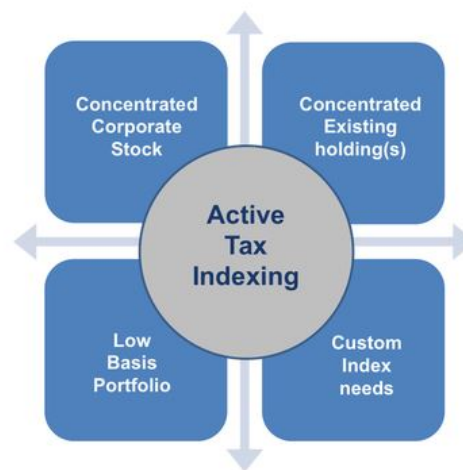 Concentrated
Corporate
Stock
Concentrated
Existing
holding(s)
Active
Tax
Indexing
Low
Basis
Portfolio
Custom
Index
needs